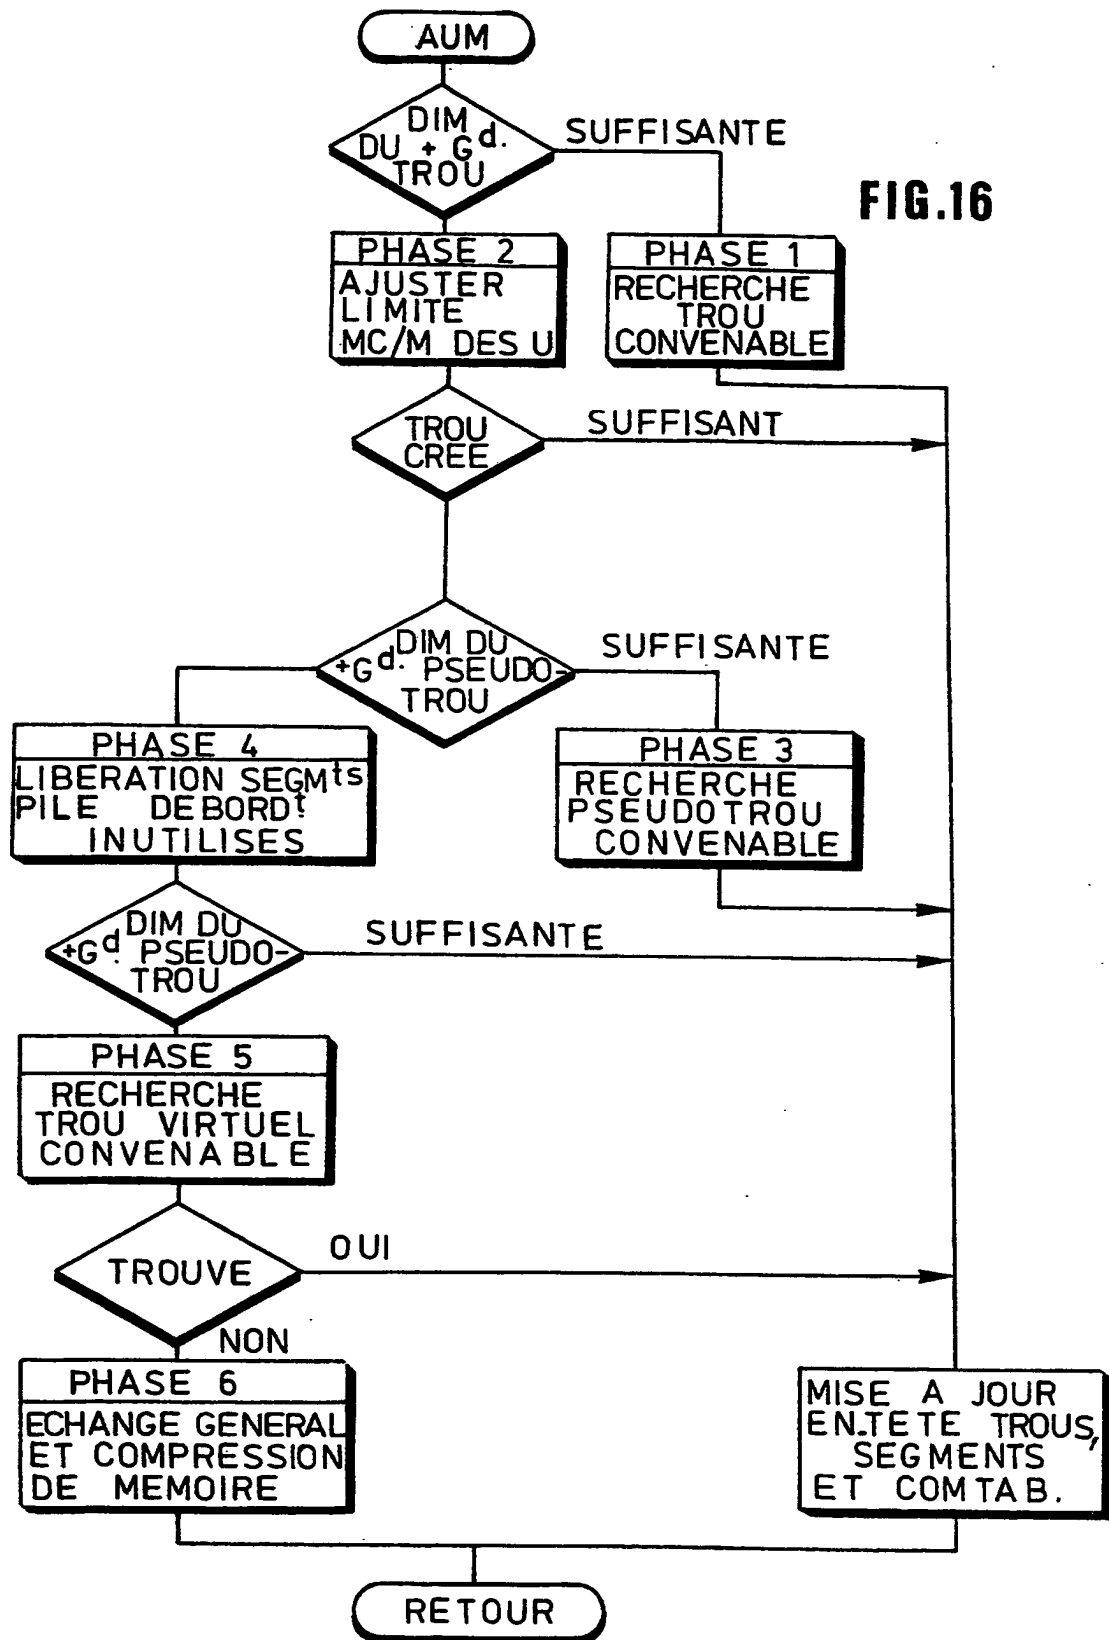 AUM
DIM
DU + Gd.
TROU
SUFFISANTE
FIG.16
PHASE 2
AJUSTER
LIMITE
MC/M DES U
PHASE 1
RECHERCHE
TROU
CONVENABLE
TROU
CREE
SUFFISANT
DIM DU
+Gd. PSEUDO-
TROU
SUFFISANTE
PHASE 4
LIBERATION SEGMts
PILE DEBORDt.
INUTILISES
PHASE 3
RECHERCHE
PSEUDOTROU
CONVENABLE
DIM DU
+Gd. PSEUDO-
TROU
SUFFISANTE
PHASE 5
RECHERCHE
TROU VIRTUEL
CONVENABLE
TROUVE
OUI
NON
PHASE 6
ECHANGE GENERAL
ET COMPRESSION
DE MEMOIRE
MISE A JOUR
EN-TETE TROUS,
SEGMENTS
ET COMTAB.
RETOUR